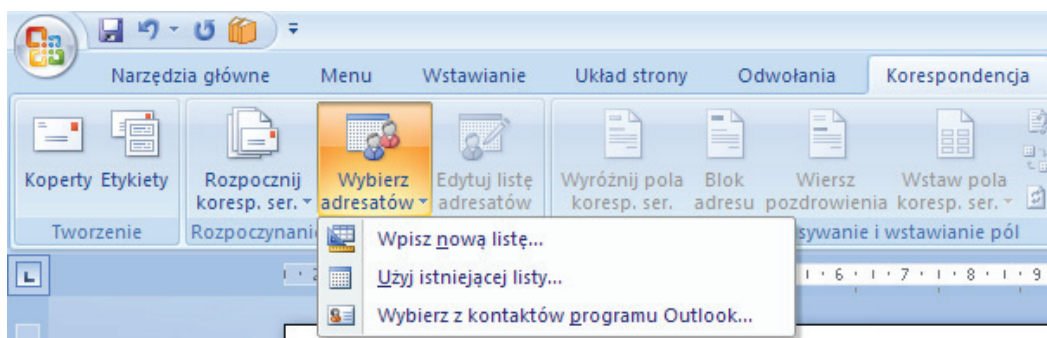 Narzędzia główne Menu Wstawianie Układ strony Odwołania Korespondencja
Koperty Etykiety Rozpocznij koresp. ser. Wybierz adresatów Edytuj listę adresatów Wyróżnij pola koresp. ser. Blok adresu Wiersz pozdrowienia Wstaw pola koresp. ser.
Tworzenie Rozpoczynani sywanie i wstawianie pól
Wpisz nową listę...
Użyj istniejącej listy...
Wybierz z kontaktów programu Outlook...
L 2 6 7 8 9